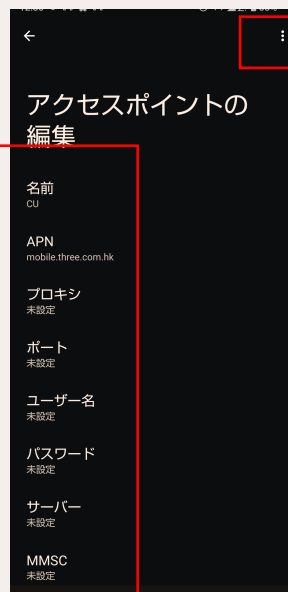 アクセスポイントの
編集
名前
CU
APN
mobile.three.com.hk
プロキシ
未設定
ポート
未設定
ユーザー名
未設定
パスワード
未設定
サーバー
未設定
MMSC
未設定